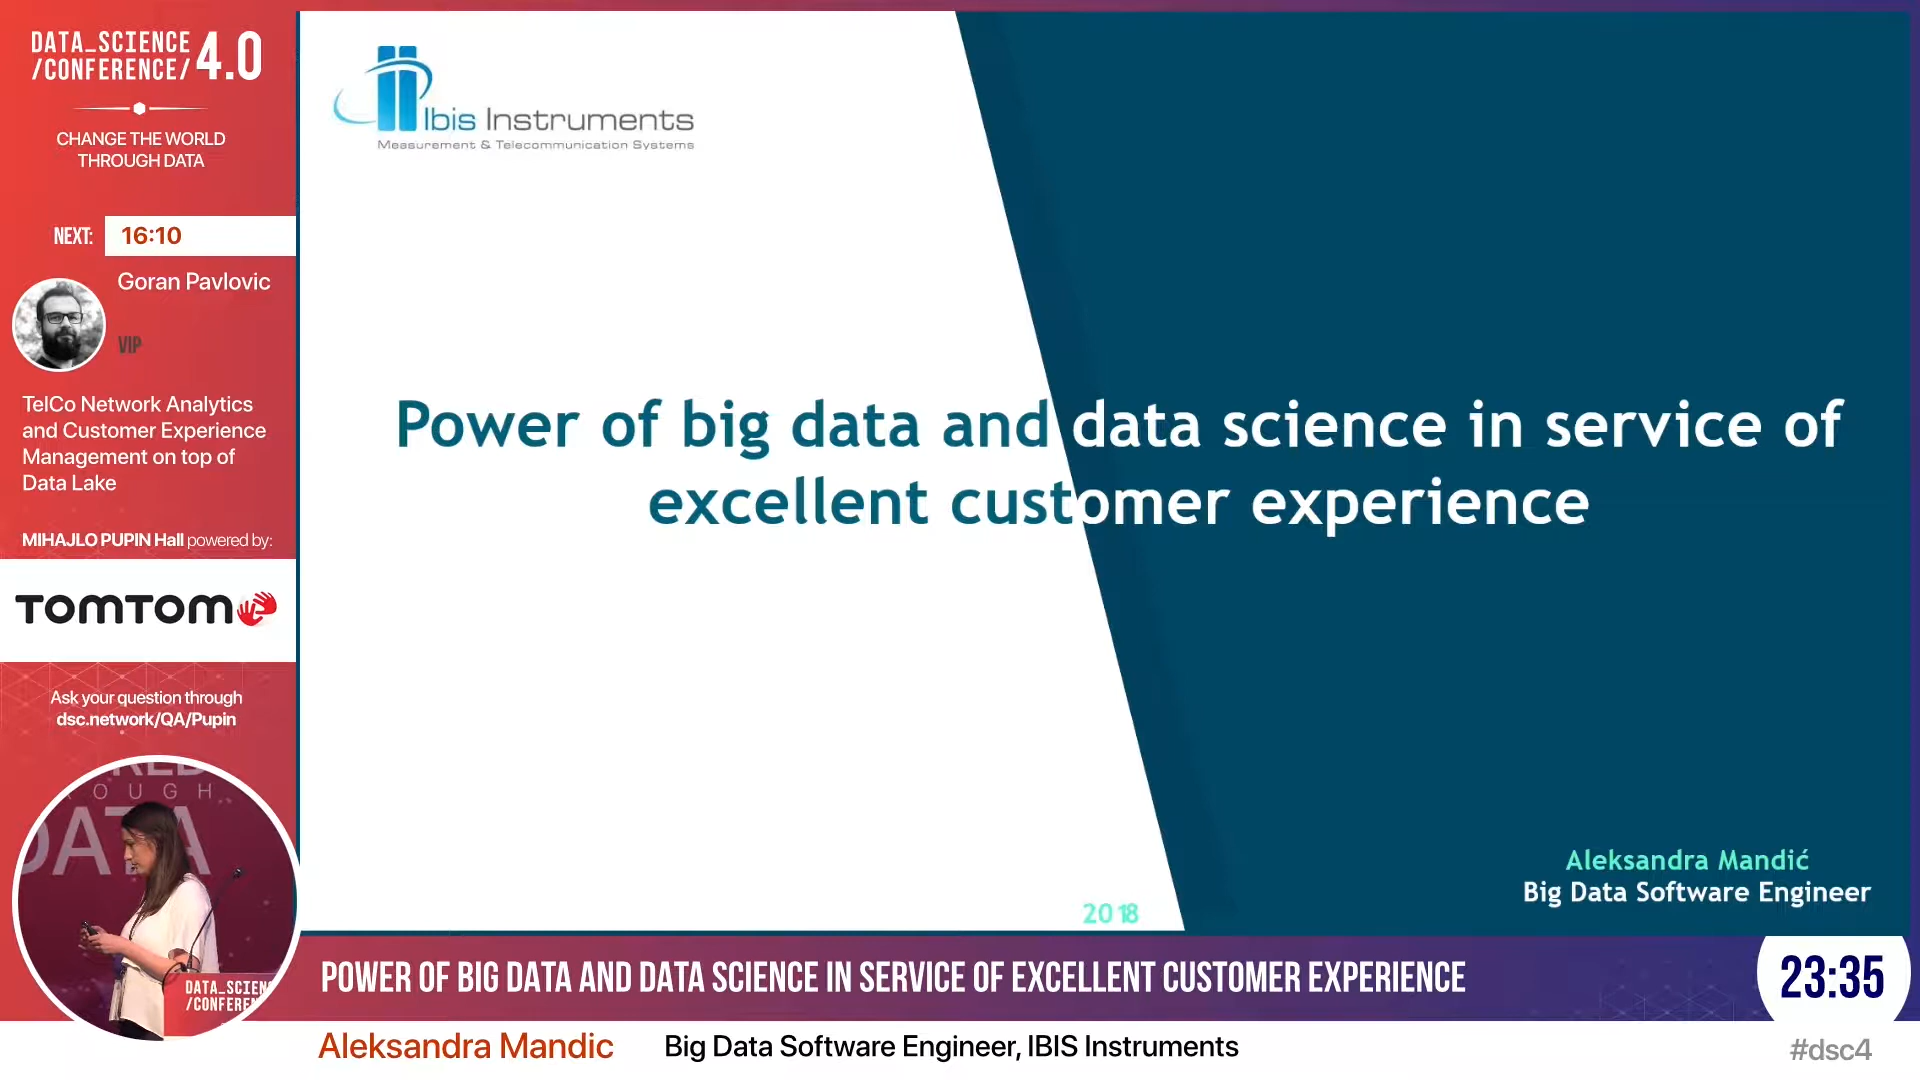 DATA_SCIENCE
/CONFERENCE/ 4.0
CHANGE THE WORLD
THROUGH DATA
NEXT: 16:10
Goran Pavlovic
VIP
TelCo Network Analytics
and Customer Experience
Management on top of
Data Lake
MIHAJLO PUPIN Hall powered by:
TOMTOM
Ask your question through
dsc.network/QA/Pupin
OUGH
DATA
DATA_SCIEN
/CONFEREN
Ibis Instruments
Measurement & Telecommunication Systems
Power of big data and data science in service of
excellent customer experience
Aleksandra Mandić
Big Data Software Engineer
2018
POWER OF BIG DATA AND DATA SCIENCE IN SERVICE OF EXCELLENT CUSTOMER EXPERIENCE
23:35
Aleksandra Mandic Big Data Software Engineer, IBIS Instruments
#dsc4